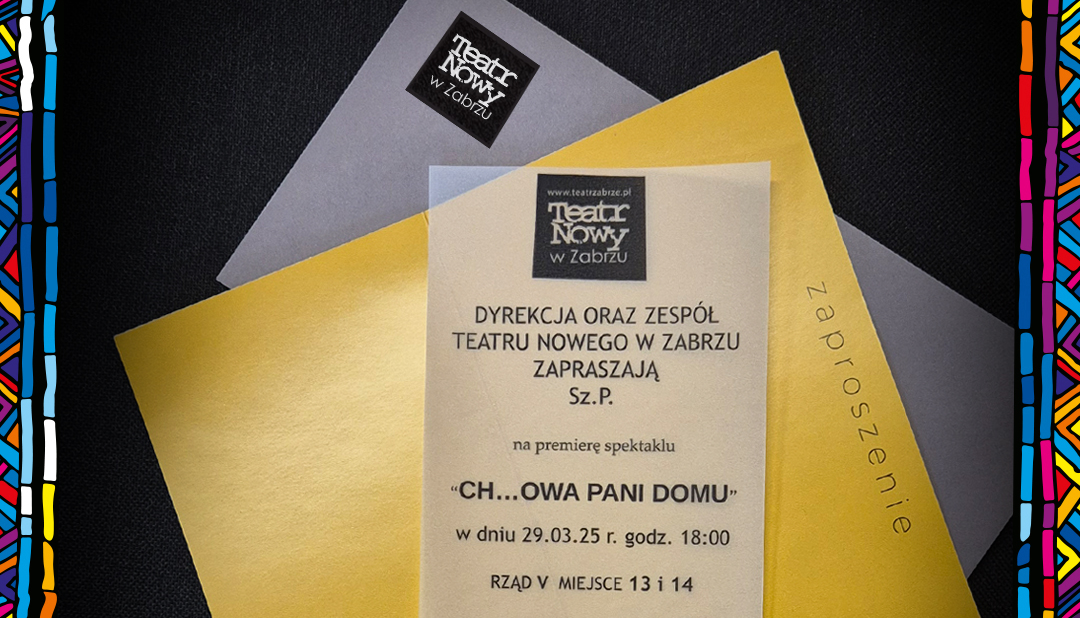 Teatr
Nowy
w Zabrzu
www.teatrzabrze.pl
Teatr
Nowy
w Zabrzu
DYREKCJA ORAZ ZESPÓŁ
TEATRU NOWEGO W ZABRZU
ZAPRASZAJĄ
Sz.P.
na premierę spektaklu
“CH...OWA PANI DOMU”
w dniu 29.03.25 r. godz. 18:00
RZĄD V MIEJSCE 13 i 14
zaproszenie